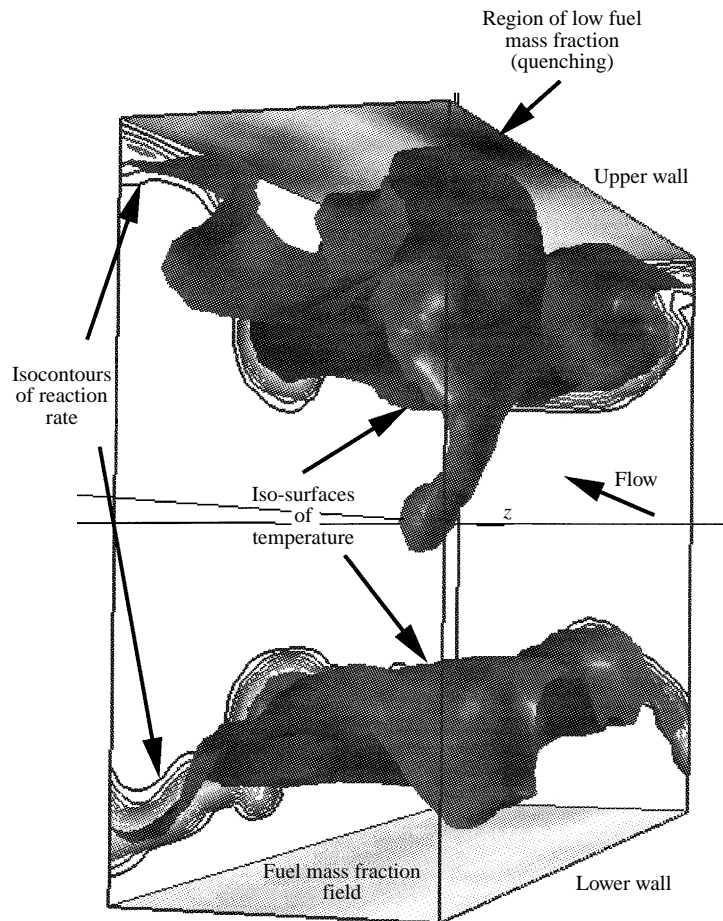 Region of low fuel
mass fraction
(quenching)
Upper wall
Isocontours
of reaction
rate
Iso-surfaces
of
temperature
Flow
z
Fuel mass fraction
field
Lower wall